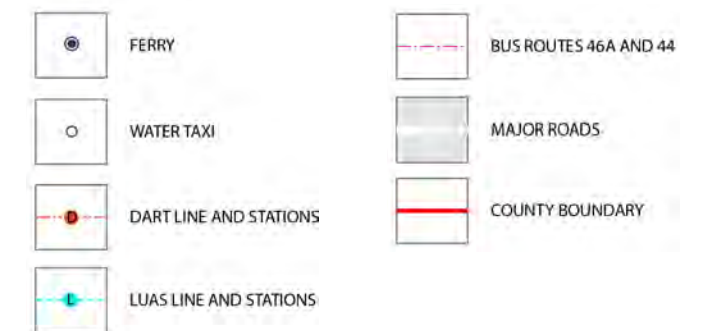 FERRY
WATER TAXI
D
DART LINE AND STATIONS
L
LUAS LINE AND STATIONS
BUS ROUTES 46A AND 44
MAJOR ROADS
COUNTY BOUNDARY